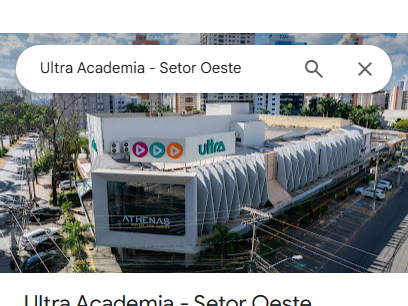 Ultra Academia - Setor Oeste
ultra
ATHENAS
Ultra Academia - Setor Oeste